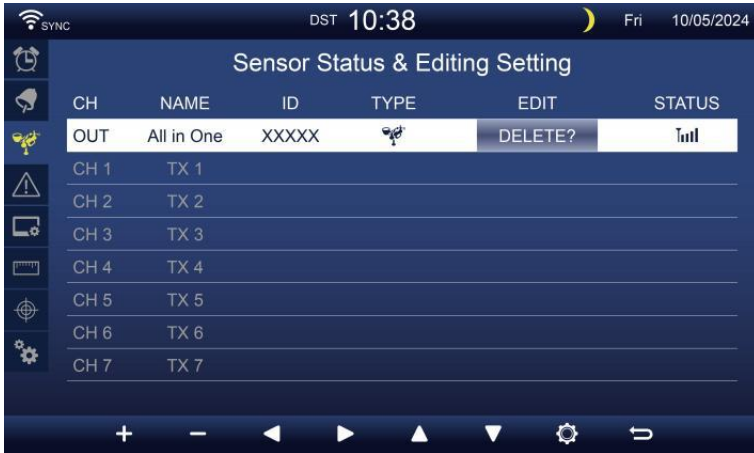 SYNC DST 10:38 Fri 10/05/2024
Sensor Status & Editing Setting
CH NAME ID TYPE EDIT STATUS
OUT All in One XXXXX DELETE?
CH 1 TX 1
CH 2 TX 2
CH 3 TX 3
CH 4 TX 4
CH 5 TX 5
CH 6 TX 6
CH 7 TX 7